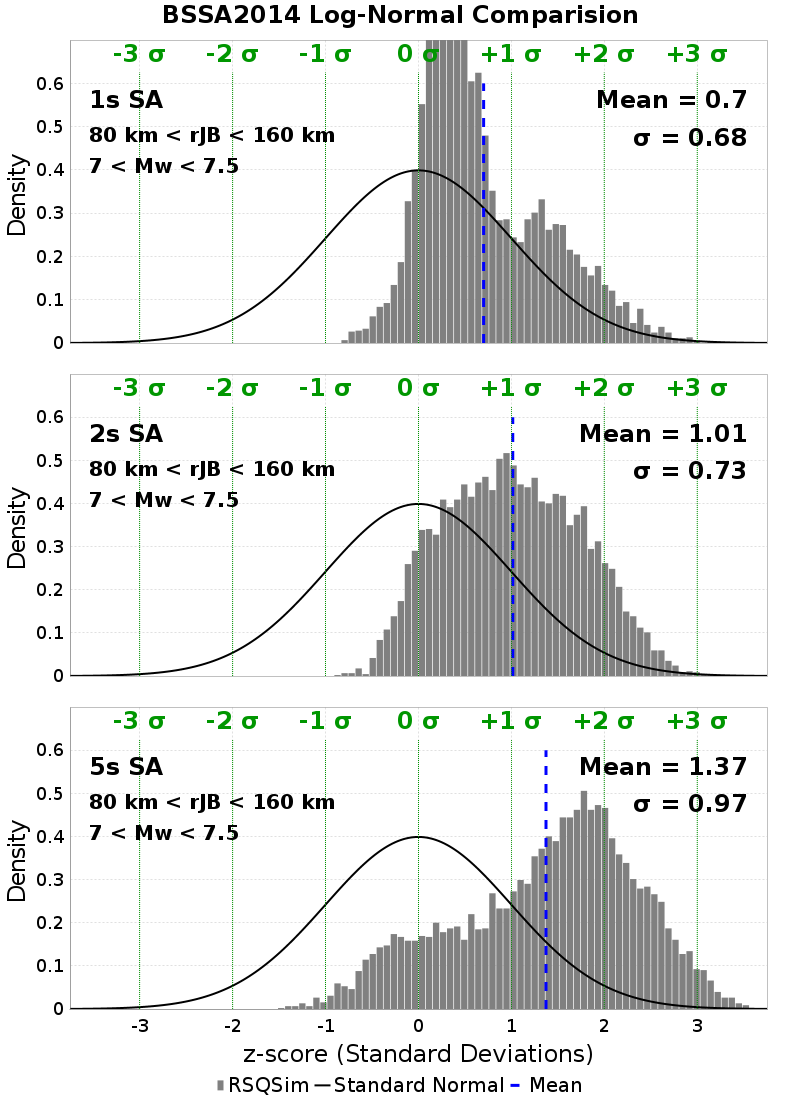 BSSA2014 Log-Normal Comparision
-3 σ -2 σ -1 σ 0 σ +1 σ +2 σ +3 σ
1s SA
Mean = 0.7
80 km < rJB < 160 km
σ = 0.68
7 < Mw < 7.5
Density
0.6
0.5
0.4
0.3
0.2
0.1
0
-3 σ -2 σ -1 σ 0 σ +1 σ +2 σ +3 σ
2s SA
Mean = 1.01
80 km < rJB < 160 km
σ = 0.73
7 < Mw < 7.5
Density
0.6
0.5
0.4
0.3
0.2
0.1
0
-3 σ -2 σ -1 σ 0 σ +1 σ +2 σ +3 σ
5s SA
Mean = 1.37
80 km < rJB < 160 km
σ = 0.97
7 < Mw < 7.5
Density
0.6
0.5
0.4
0.3
0.2
0.1
0
-3 -2 -1 0 1 2 3
z-score (Standard Deviations)
RSQSim Standard Normal Mean